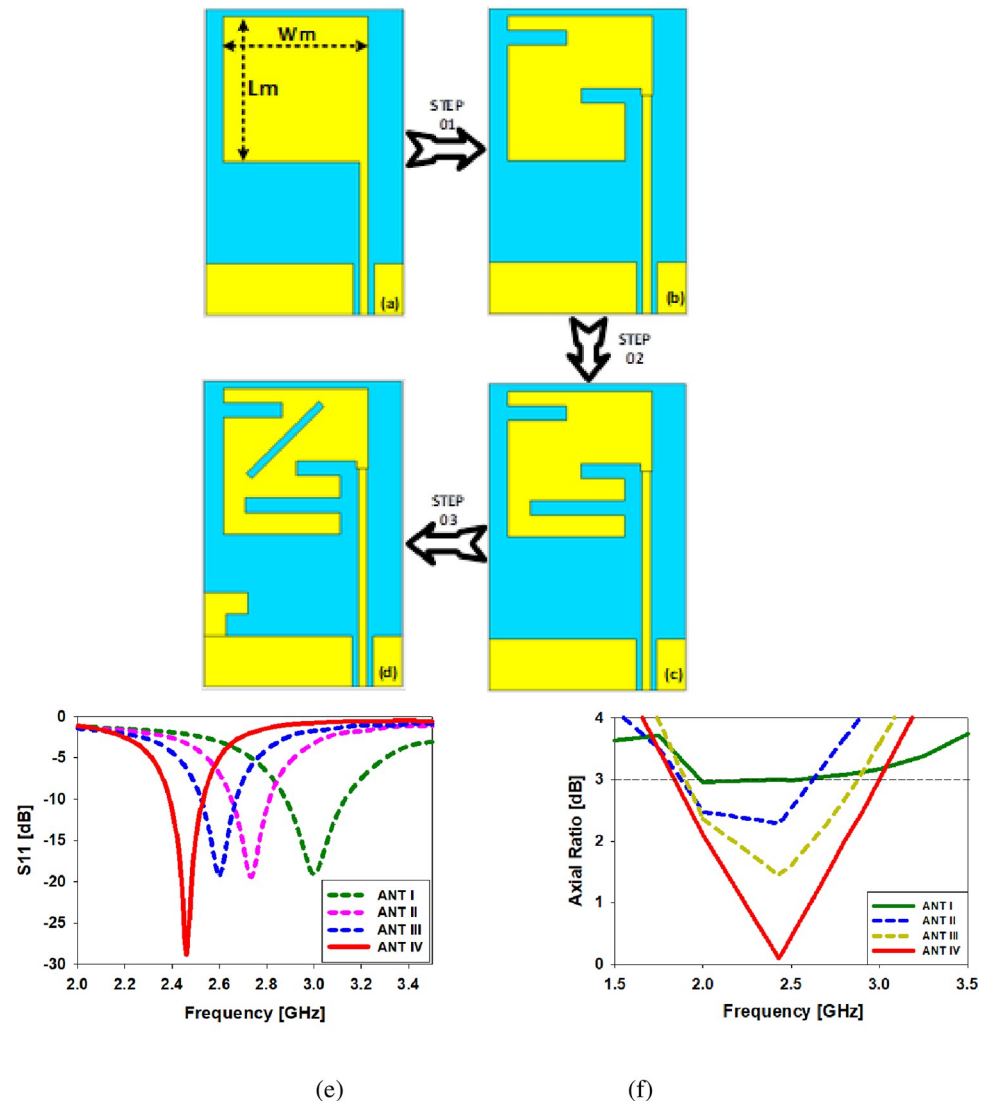 Wm
Lm
STEP
01
(a)
(b)
STEP
02
STEP
03
(d)
(c)
0
-5
-10
-15
-20
-25
-30
S11 [dB]
2.0 2.2 2.4 2.6 2.8 3.0 3.2 3.4
Frequency [GHz]
ANT I
ANT II
ANT III
ANT IV
4
3
2
1
0
Axial Ratio [dB]
1.5 2.0 2.5 3.0 3.5
Frequency [GHz]
ANT I
ANT II
ANT III
ANT IV
(e) (f)